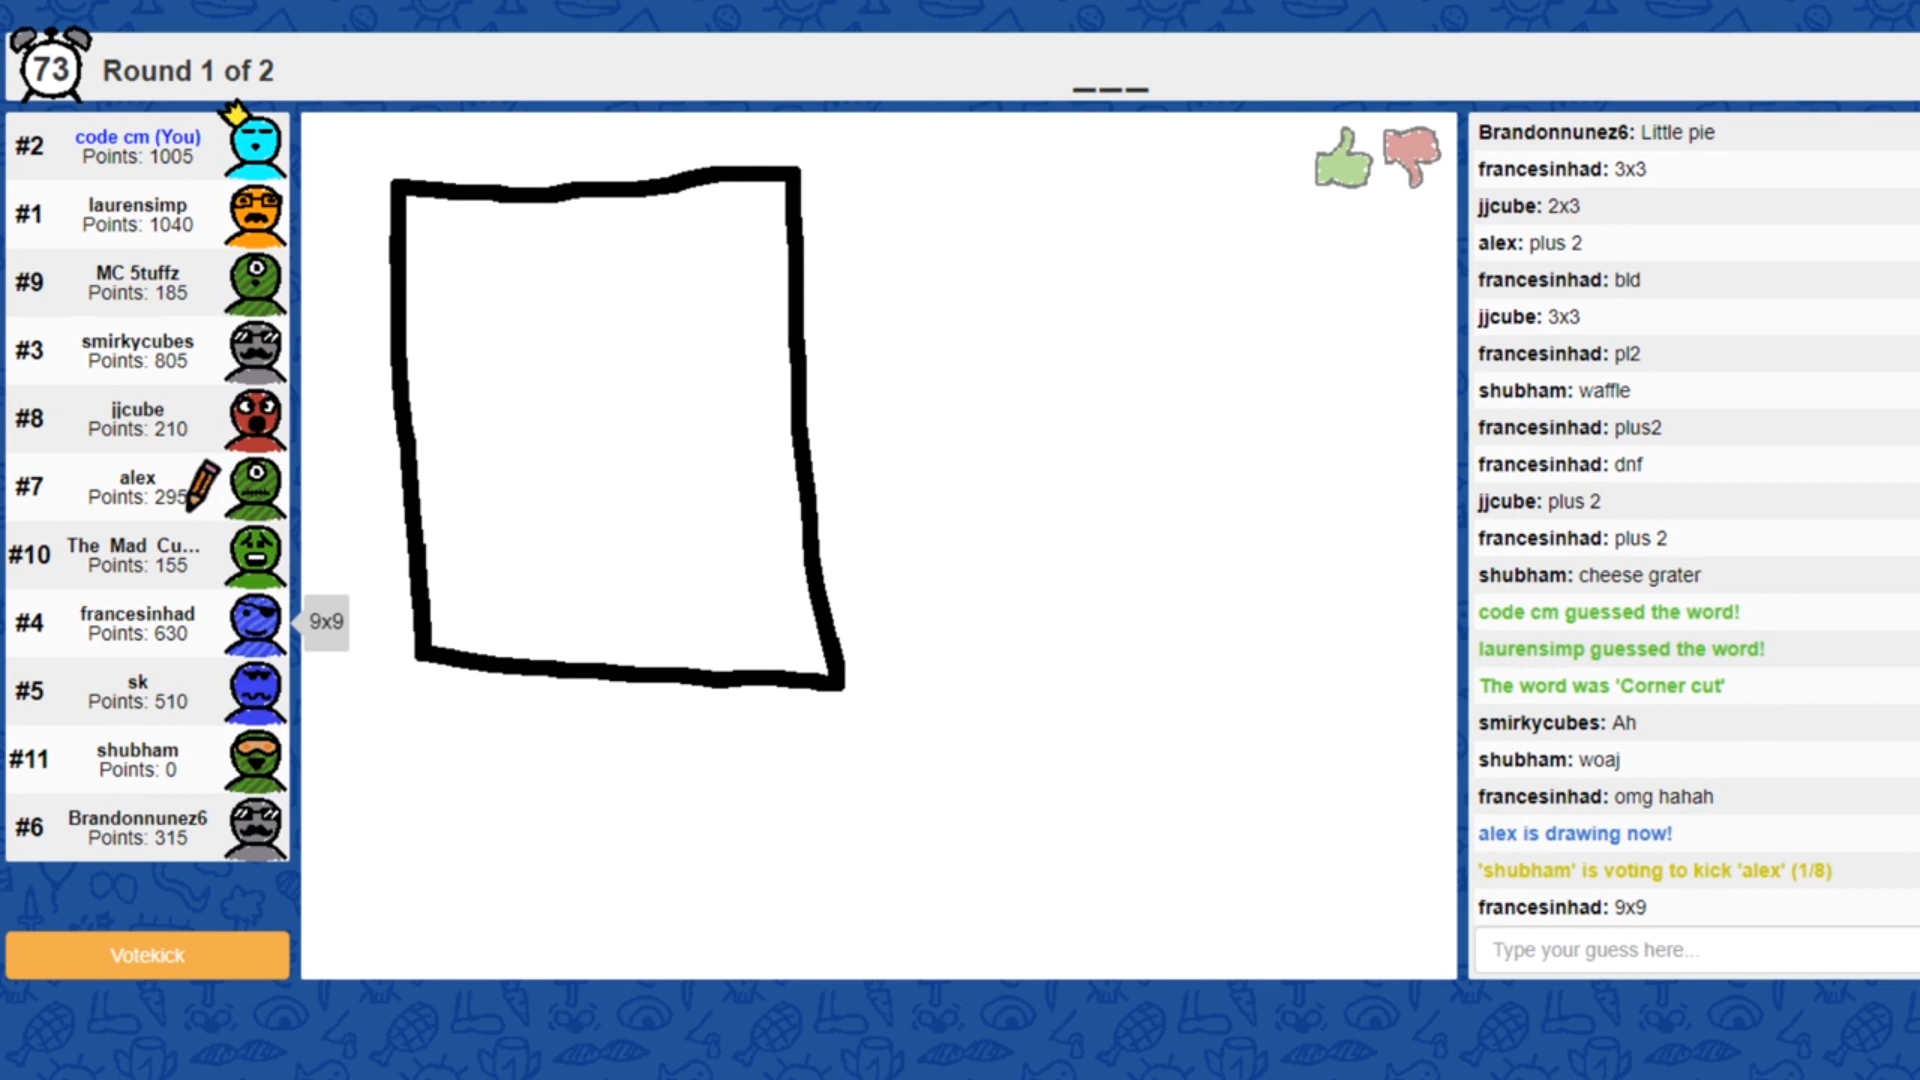 73
Round 1 of 2
_ _ _
#2
code cm (You)
Points: 1005
#1
laurensimp
Points: 1040
#9
MC 5tuffz
Points: 185
#3
smirkycubes
Points: 805
#8
jjcube
Points: 210
#7
alex
Points: 295
#10
The Mad Cu...
Points: 155
#4
francesinhad
Points: 630
9x9
#5
sk
Points: 510
#11
shubham
Points: 0
#6
Brandonnunez6
Points: 315
Votekick
Brandonnunez6: Little pie
francesinhad: 3x3
jjcube: 2x3
alex: plus 2
francesinhad: bld
jjcube: 3x3
francesinhad: pl2
shubham: waffle
francesinhad: plus2
francesinhad: dnf
jjcube: plus 2
francesinhad: plus 2
shubham: cheese grater
code cm guessed the word!
laurensimp guessed the word!
The word was 'Corner cut'
smirkycubes: Ah
shubham: woaj
francesinhad: omg hahah
alex is drawing now!
'shubham' is voting to kick 'alex' (1/8)
francesinhad: 9x9
Type your guess here...